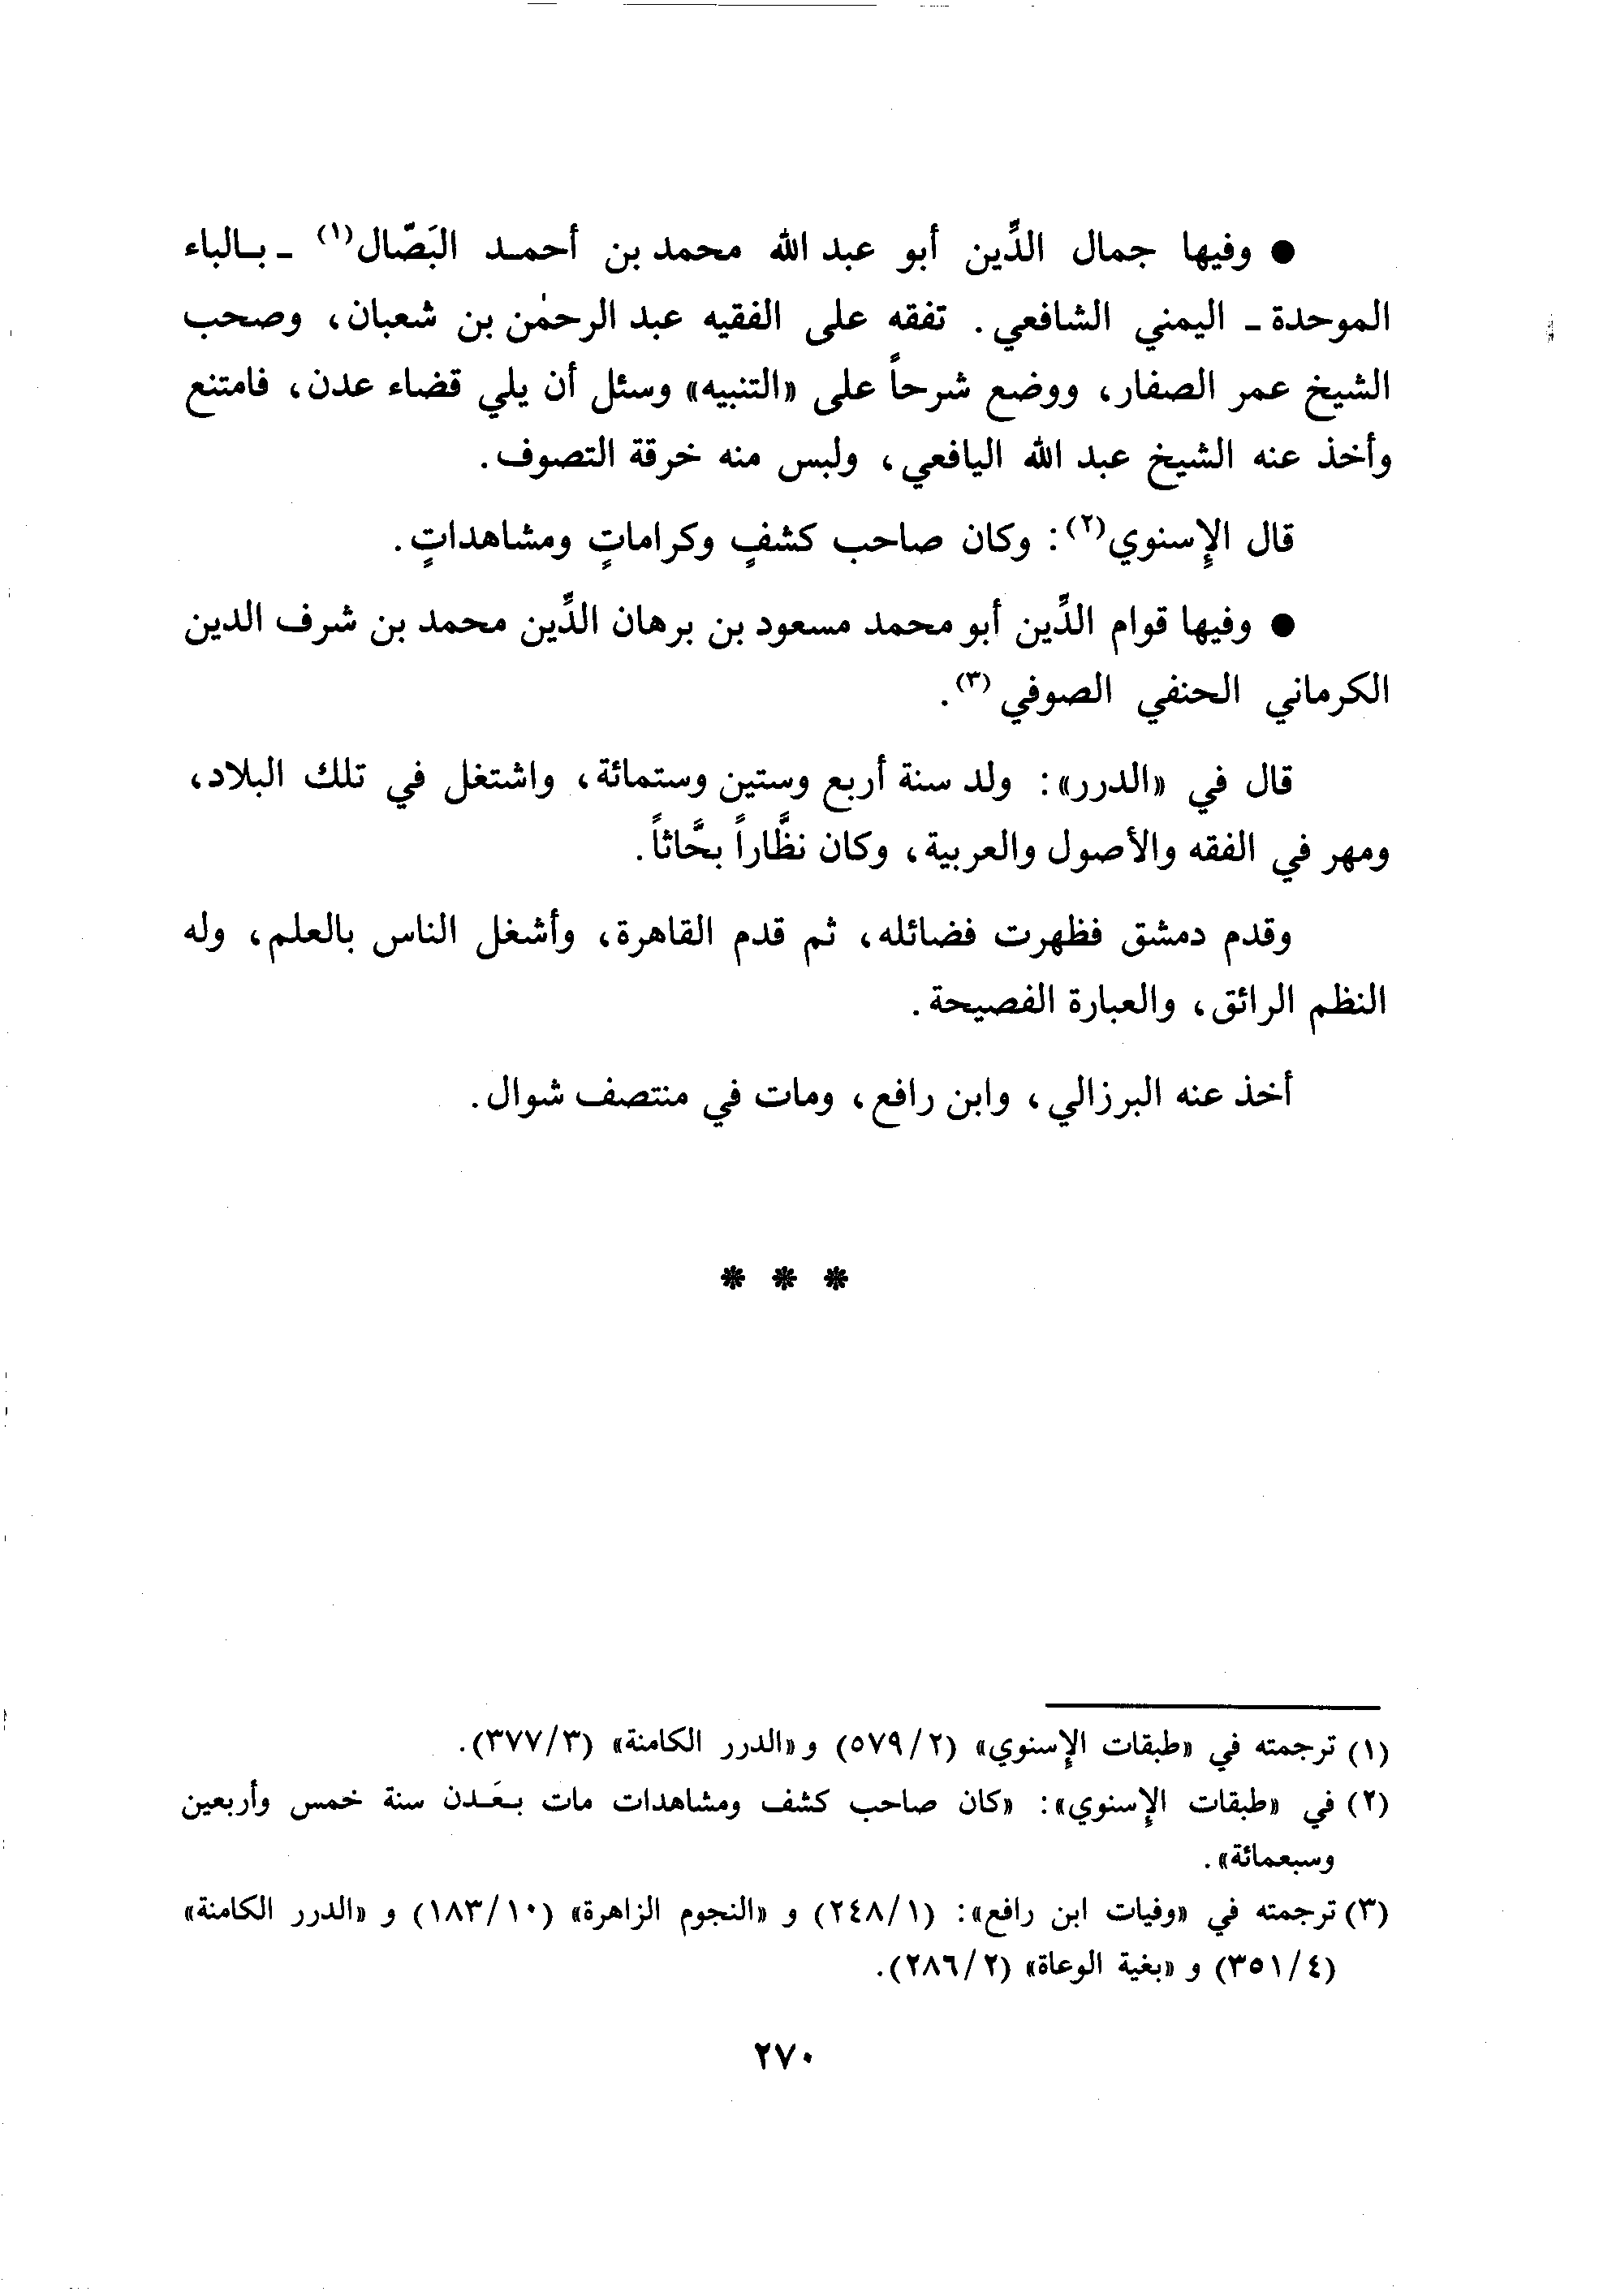 ● وفيها جمال الدِّين أبو عبد الله محمد بن أحمـد البَصّال(١) ـ بـالباء
الموحدة ـ اليمني الشافعي. تفقه على الفقيه عبد الرحمٰن بن شعبان، وصحب
الشيخ عمر الصفار، ووضع شرحاً على «التنبيه» وسئل أن يلي قضاء عدن، فامتنع
وأخذ عنه الشيخ عبد الله اليافعي، ولبس منه خرقة التصوف.
قال الإسنوي(٢): وكان صاحب كشفٍ وكراماتٍ ومشاهداتٍ.
● وفيها قوام الدِّين أبو محمد مسعود بن برهان الدِّين محمد بن شرف الدين
الكرماني الحنفي الصوفي(٣).
قال في «الدرر»: ولد سنة أربع وستين وستمائة، واشتغل في تلك البلاد،
ومهر في الفقه والأصول والعربية، وكان نظَّاراً بحَّاثاً.
وقدم دمشق فظهرت فضائله، ثم قدم القاهرة، وأشغل الناس بالعلم، وله
النظم الرائق، والعبارة الفصيحة.
أخذ عنه البرزالي، وابن رافع، ومات في منتصف شوال.
* * *
(١) ترجمته في «طبقات الإسنوي» (٥٧٩/٢) و «الدرر الكامنة» (٣٧٧/٣).
(٢) في «طبقات الإسنوي»: «كان صاحب كشف ومشاهدات مات بـعَـدن سنة خمس وأربعين
وسبعمائة».
(٣) ترجمته في «وفيات ابن رافع»: (٢٤٨/١) و «النجوم الزاهرة» (١٨٣/١٠) و «الدرر الكامنة»
(٣٥١/٤) و «بغية الوعاة» (٢٨٦/٢).
٢٧٠